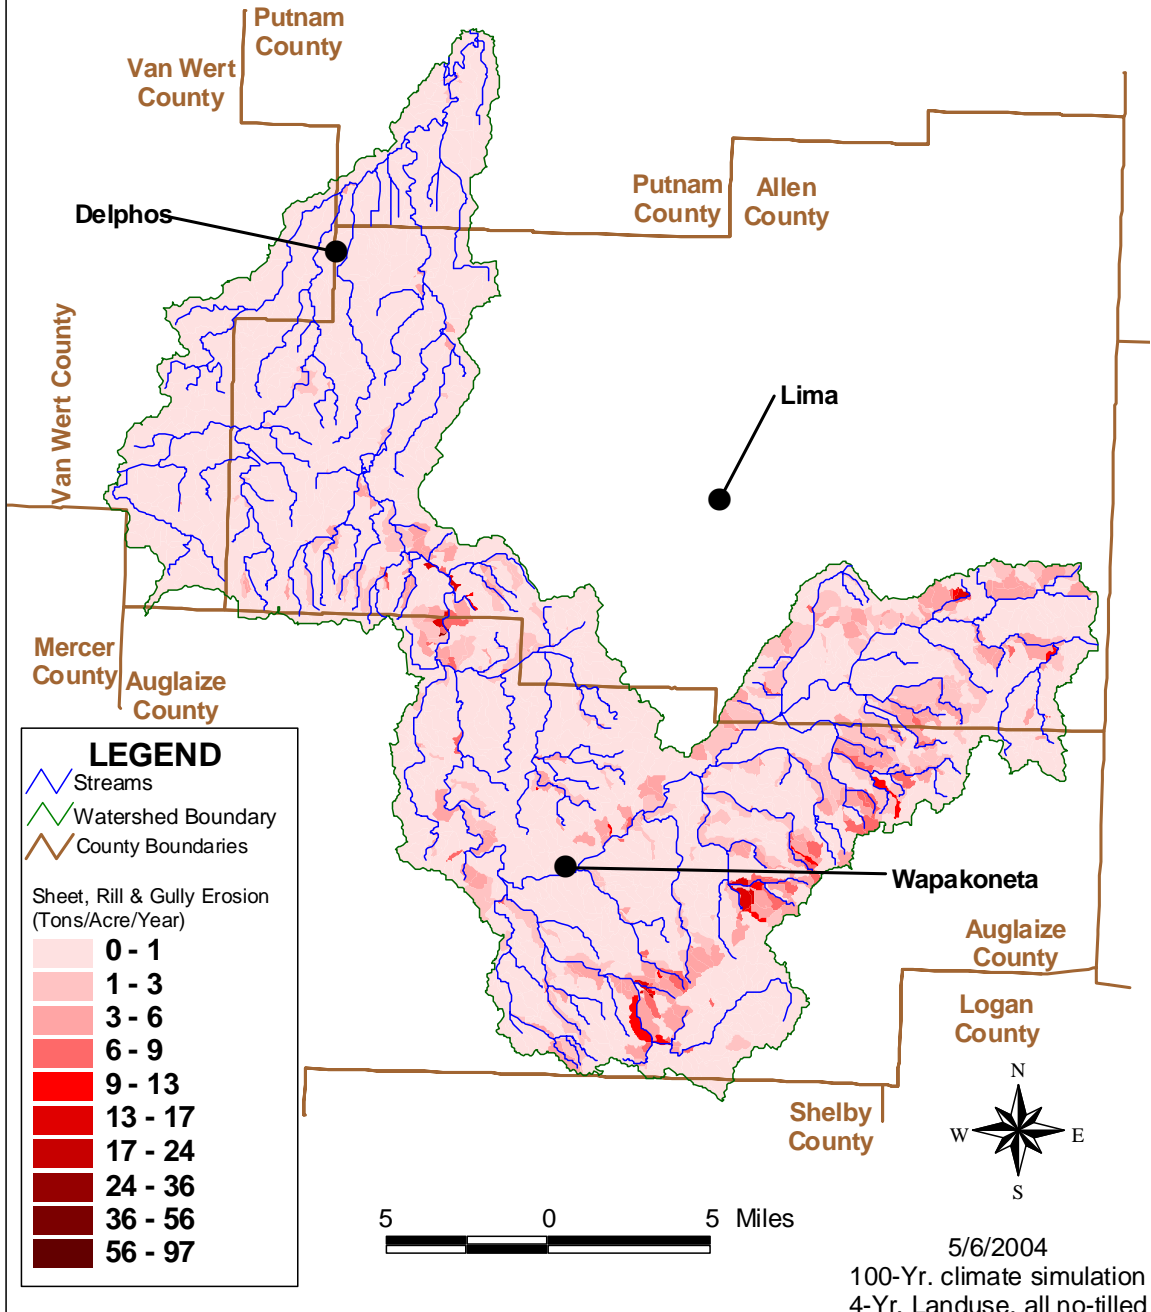 Putnam
County
Van Wert
County
Putnam
County
Allen
County
Delphos
Van Wert County
Lima
Mercer
County
Auglaize
County
LEGEND
Streams
Watershed Boundary
County Boundaries
Sheet, Rill & Gully Erosion
(Tons/Acre/Year)
0 - 1
1 - 3
3 - 6
6 - 9
9 - 13
13 - 17
17 - 24
24 - 36
36 - 56
56 - 97
Wapakoneta
Auglaize
County
Logan
County
Shelby
County
N
W E
S
5 0 5 Miles
5/6/2004
100-Yr. climate simulation
4-Yr. Landuse, all no-tilled